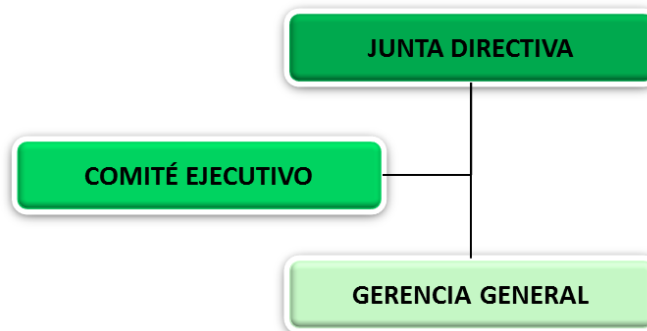 JUNTA DIRECTIVA
COMITÉ EJECUTIVO
GERENCIA GENERAL